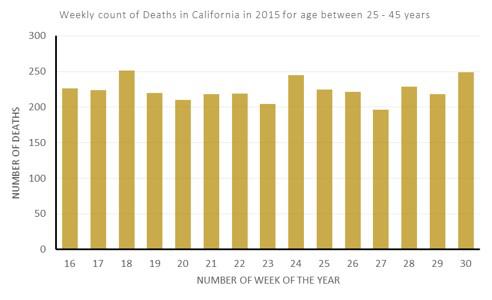 Weekly count of Deaths in California in 2015 for age between 25 - 45 years
300
250
200
150
100
50
0
NUMBER OF DEATHS
16 17 18 19 20 21 22 23 24 25 26 27 28 29 30
NUMBER OF WEEK OF THE YEAR